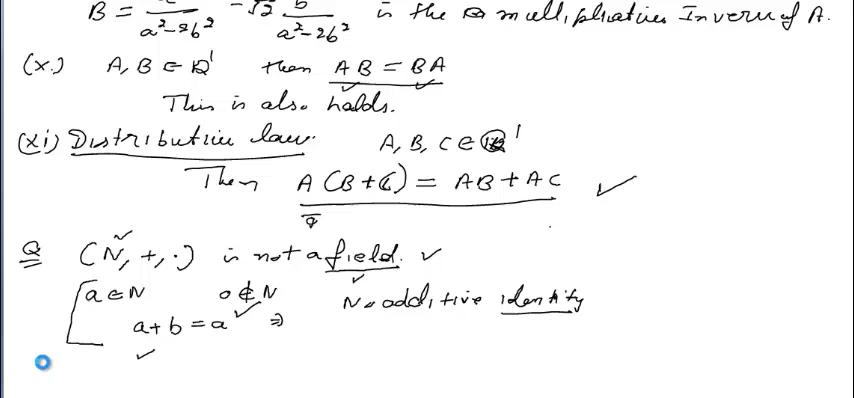 B = a/(a²-2b²) - √2 b/(a²-2b²) is the multiplicative Inverse of A.
(x.) A, B ∈ Q' then AB = BA
This is also holds.
(xi) Distributive law. A, B, C ∈ Q'
Then A(B+C) = AB + AC ✓
Q (N, +, ·) is not a field. ✓
a ∈ N 0 ∉ N No additive identity
a + b = a ✓ ⇒